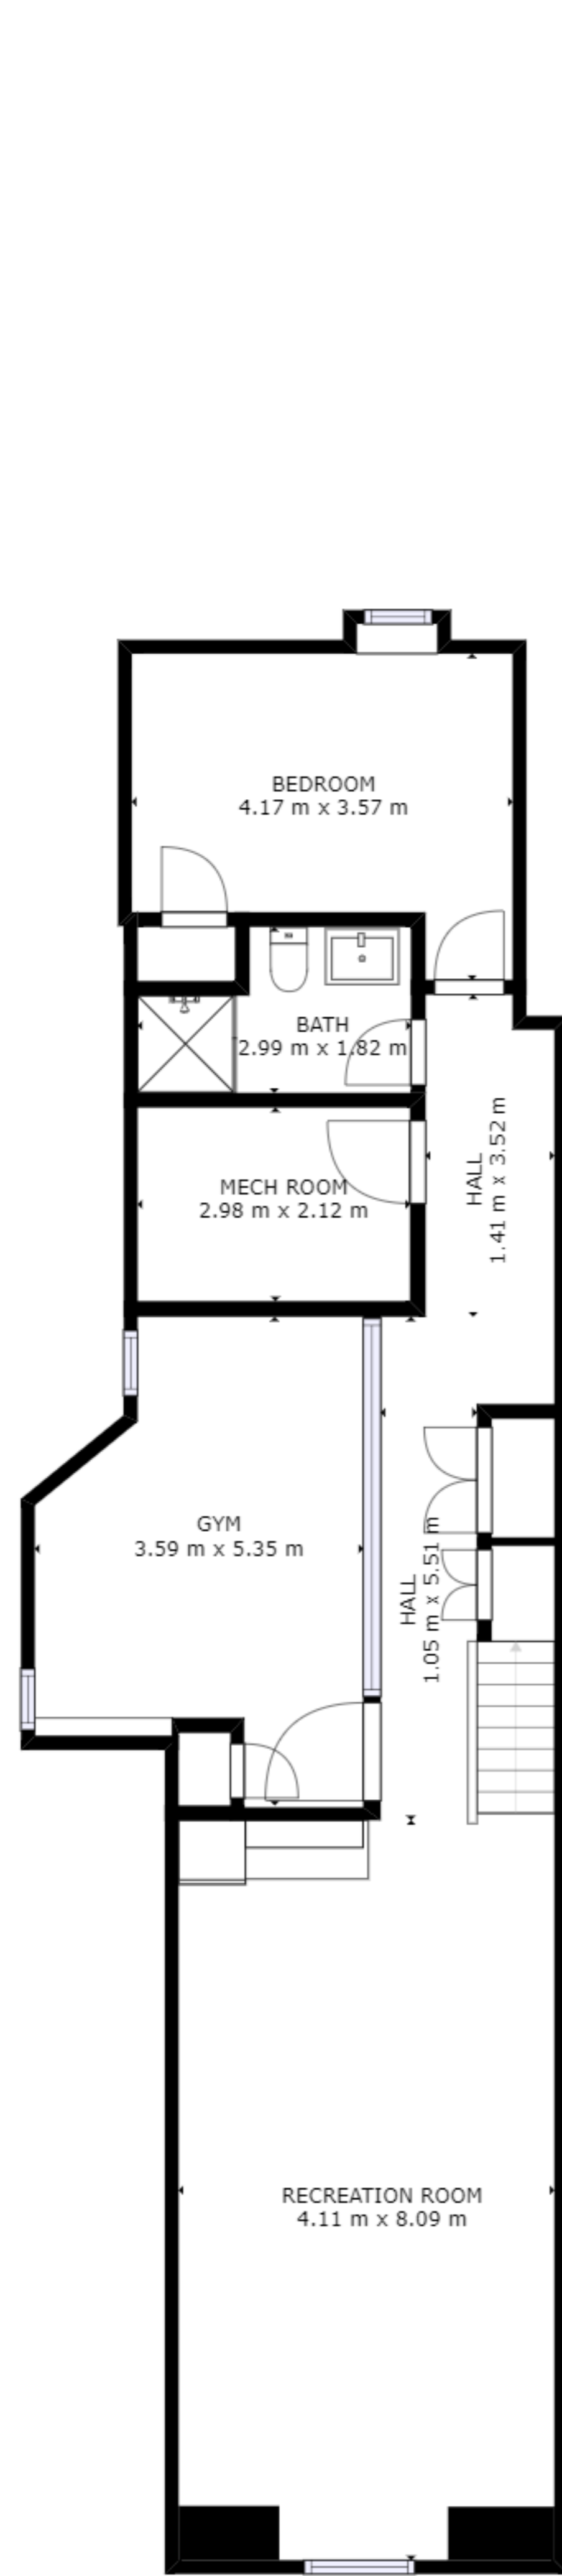 BEDROOM
4.17 m x 3.57 m
BATH
2.99 m x 1.82 m
HALL
1.41 m x 3.52 m
MECH ROOM
2.98 m x 2.12 m
GYM
3.59 m x 5.35 m
HALL
1.05 m x 5.51 m
RECREATION ROOM
4.11 m x 8.09 m